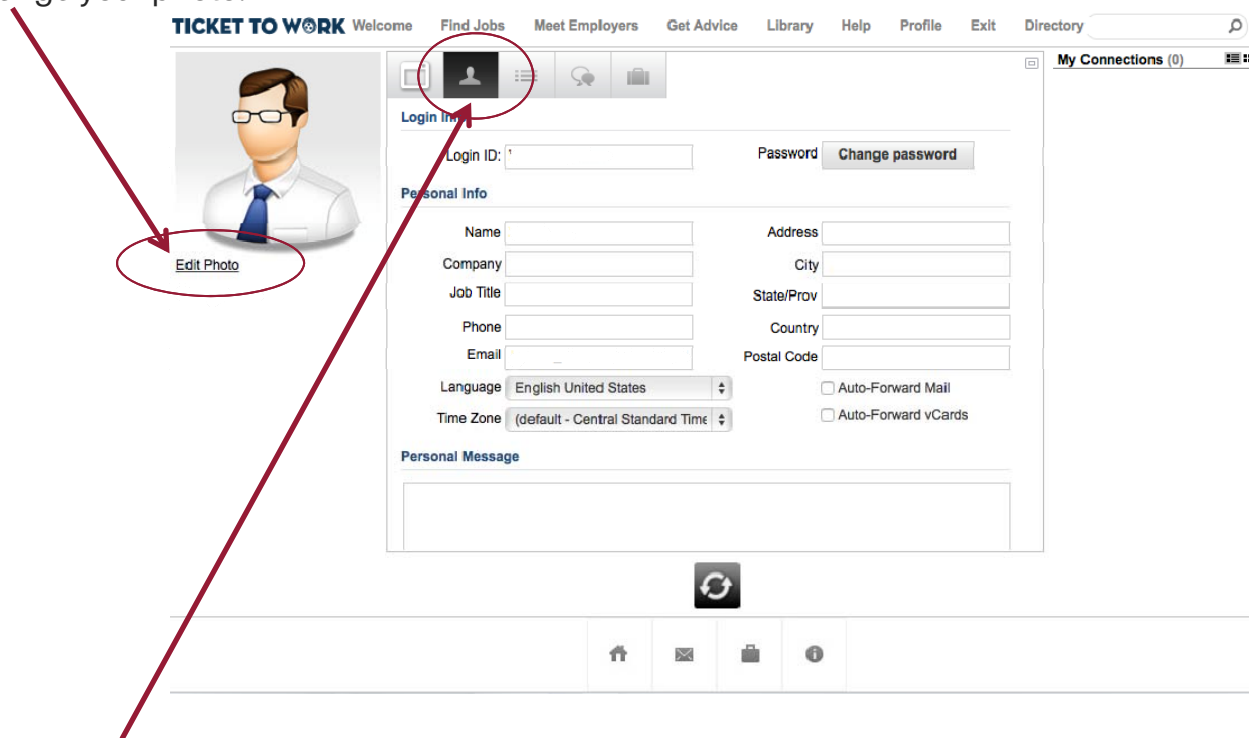 your photo.
TICKET TO WORK Welcome Find Jobs Meet Employers Get Advice Library Help Profile Exit Directory
My Connections (0)
Login
Login ID:
Password Change password
Personal Info
Name
Address
Company
City
Job Title
State/Prov
Phone
Country
Email
Postal Code
Language English United States
Auto-Forward Mail
Time Zone (default - Central Standard Time
Auto-Forward vCards
Personal Message
Edit Photo